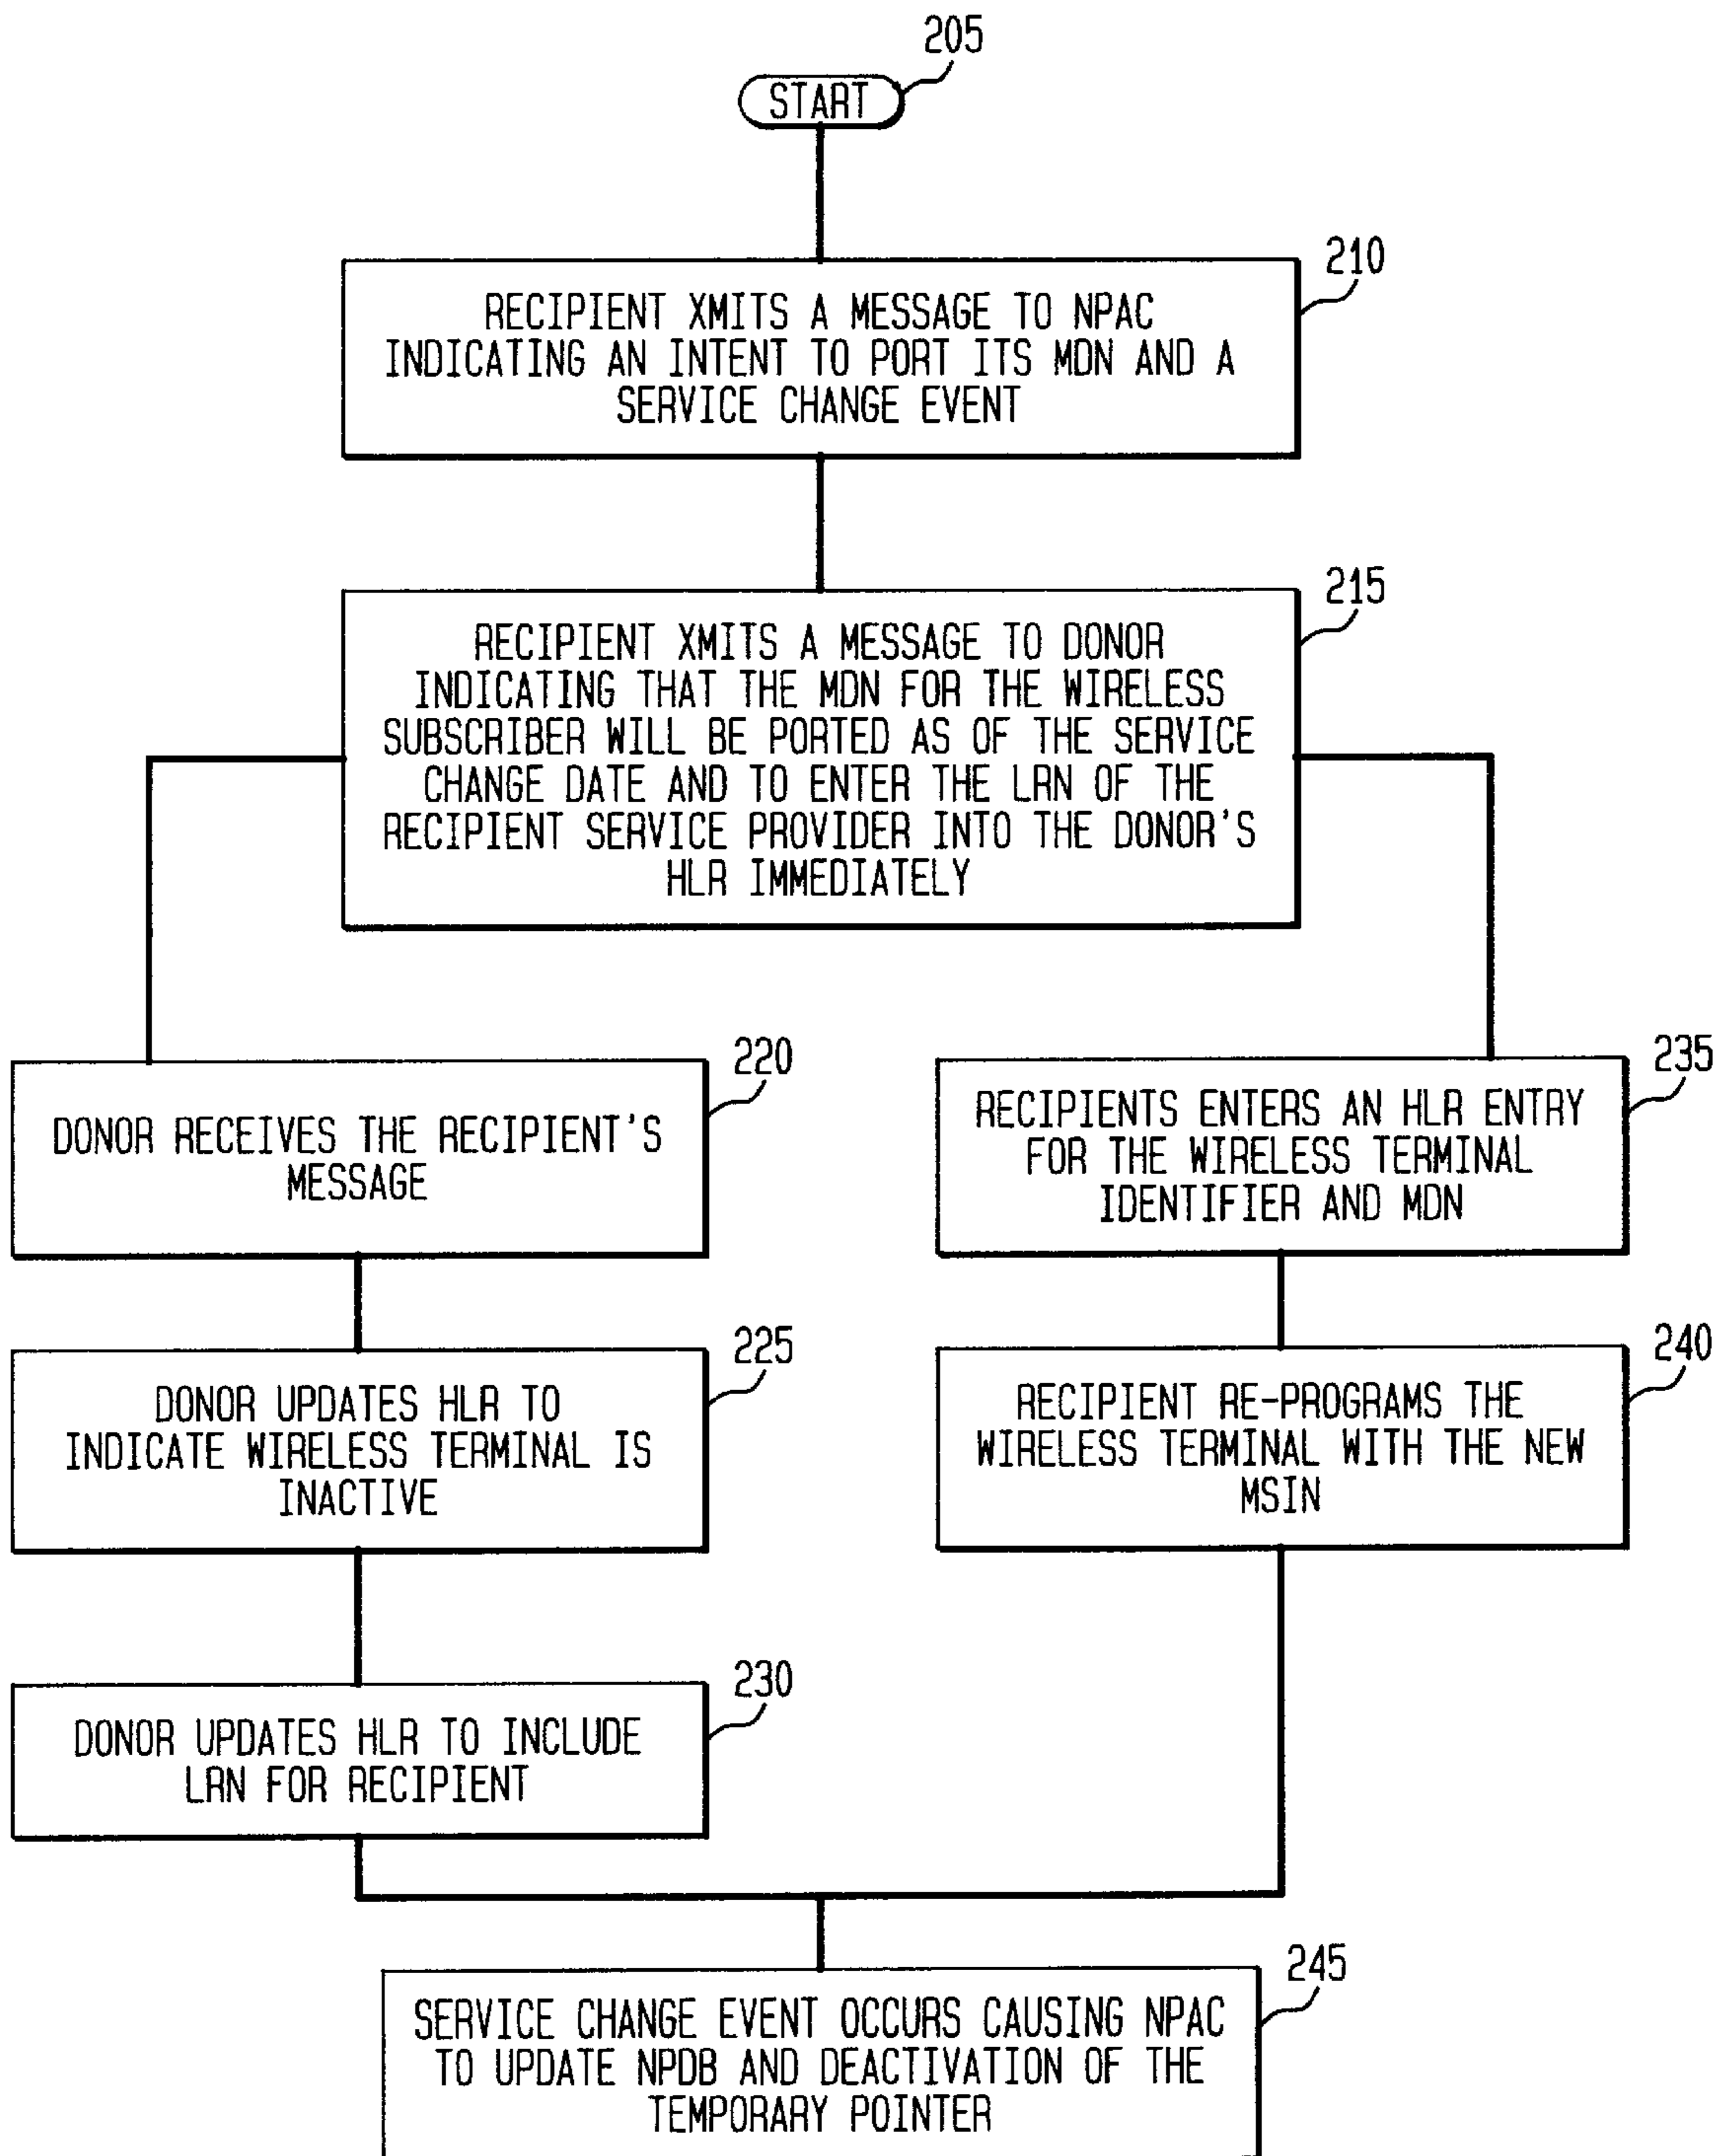 205
START
210
RECIPIENT XMITS A MESSAGE TO NPAC
INDICATING AN INTENT TO PORT ITS MDN AND A
SERVICE CHANGE EVENT
215
RECIPIENT XMITS A MESSAGE TO DONOR
INDICATING THAT THE MDN FOR THE WIRELESS
SUBSCRIBER WILL BE PORTED AS OF THE SERVICE
CHANGE DATE AND TO ENTER THE LRN OF THE
RECIPIENT SERVICE PROVIDER INTO THE DONOR'S
HLR IMMEDIATELY
220
DONOR RECEIVES THE RECIPIENT'S
MESSAGE
225
DONOR UPDATES HLR TO
INDICATE WIRELESS TERMINAL IS
INACTIVE
230
DONOR UPDATES HLR TO INCLUDE
LRN FOR RECIPIENT
235
RECIPIENTS ENTERS AN HLR ENTRY
FOR THE WIRELESS TERMINAL
IDENTIFIER AND MDN
240
RECIPIENT RE-PROGRAMS THE
WIRELESS TERMINAL WITH THE NEW
MSIN
245
SERVICE CHANGE EVENT OCCURS CAUSING NPAC
TO UPDATE NPDB AND DEACTIVATION OF THE
TEMPORARY POINTER